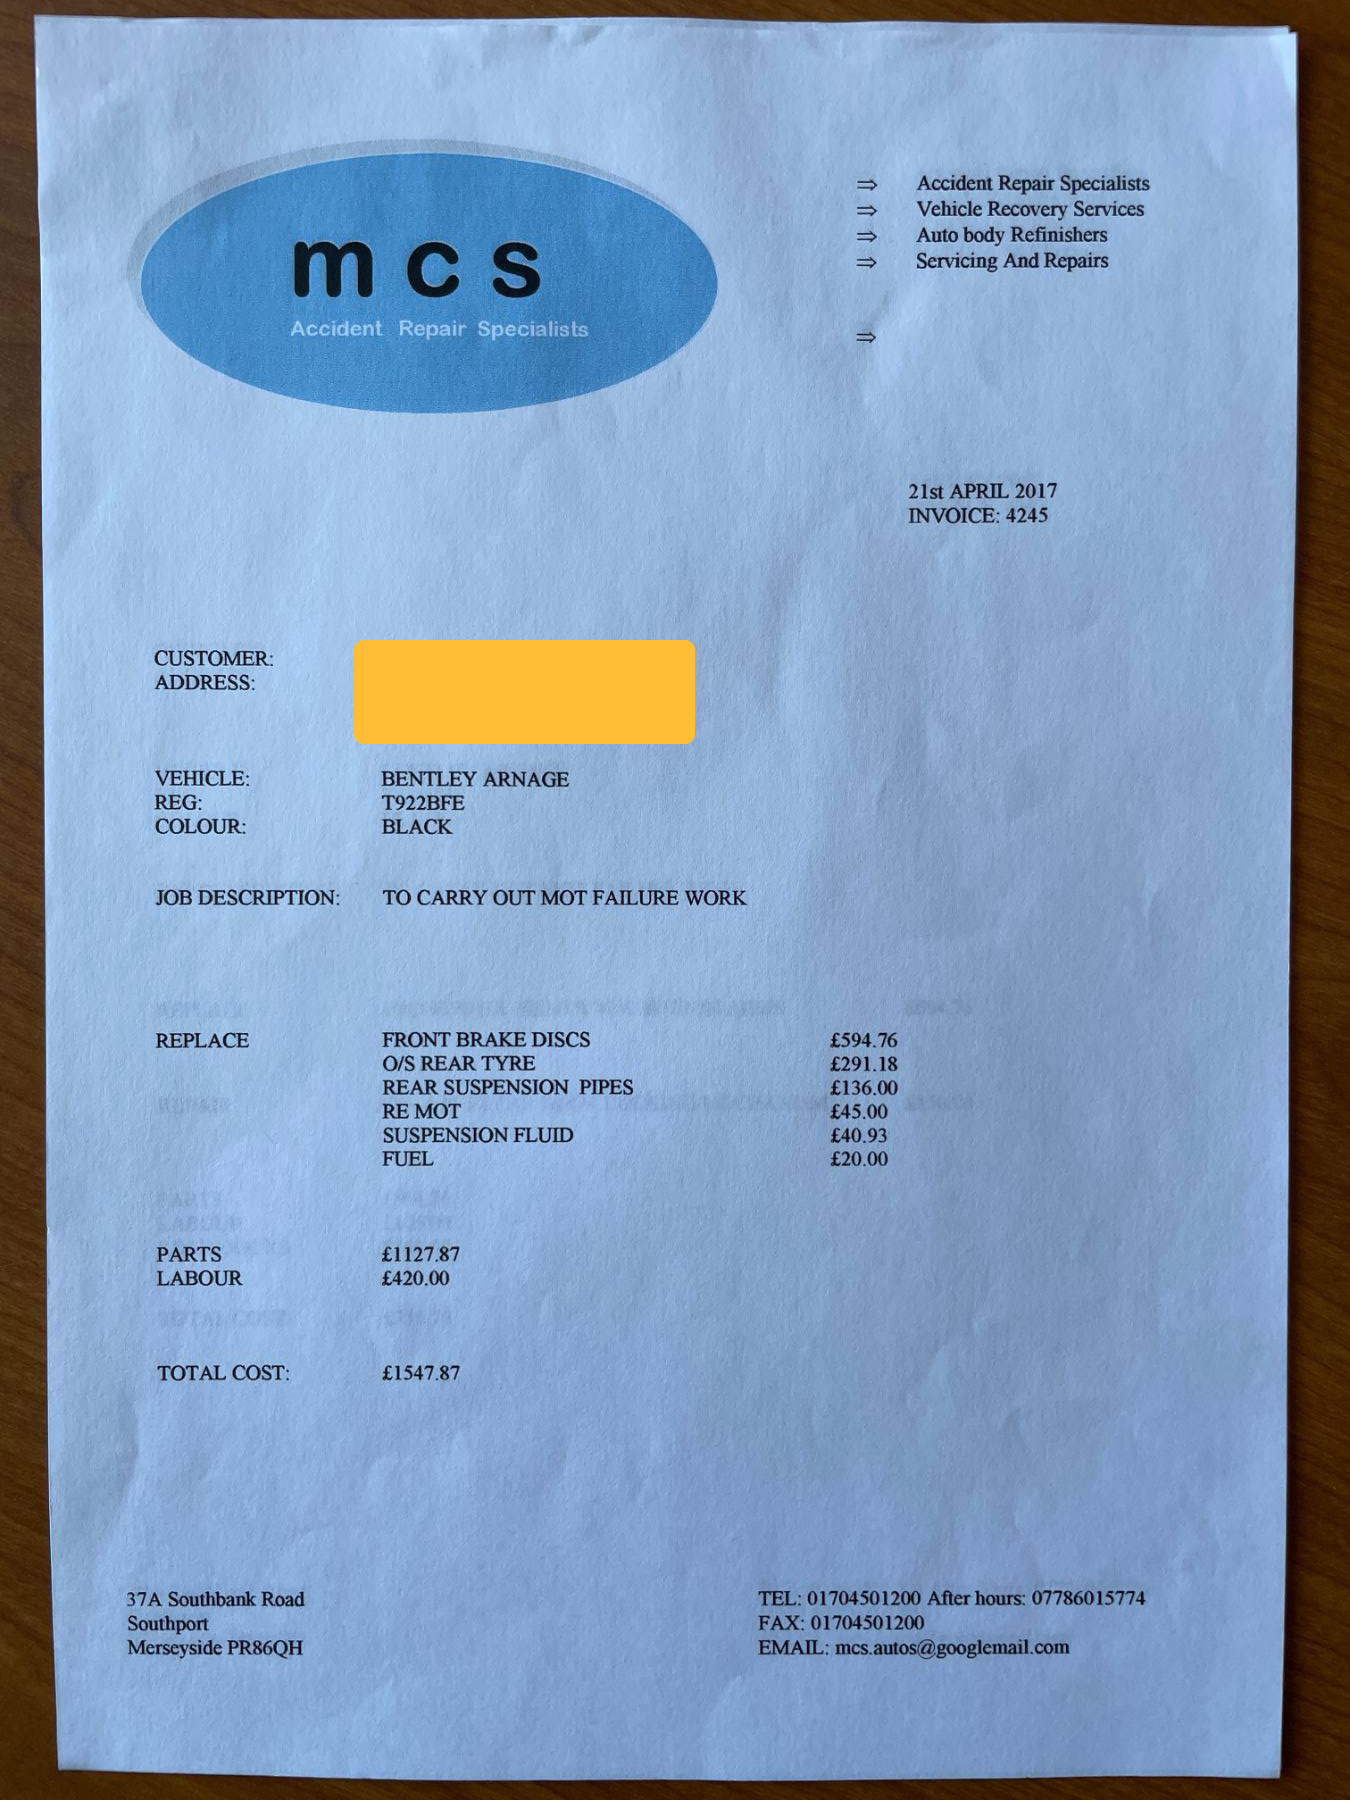 mcs
Accident Repair Specialists
⇒ Accident Repair Specialists
⇒ Vehicle Recovery Services
⇒ Auto body Refinishers
⇒ Servicing And Repairs
⇒
21st APRIL 2017
INVOICE: 4245
CUSTOMER:
ADDRESS:
VEHICLE: BENTLEY ARNAGE
REG: T922BFE
COLOUR: BLACK
JOB DESCRIPTION: TO CARRY OUT MOT FAILURE WORK
REPLACE FRONT BRAKE DISCS £594.76
O/S REAR TYRE £291.18
REAR SUSPENSION PIPES £136.00
RE MOT £45.00
SUSPENSION FLUID £40.93
FUEL £20.00
PARTS £1127.87
LABOUR £420.00
TOTAL COST: £1547.87
37A Southbank Road
Southport
Merseyside PR86QH
TEL: 01704501200 After hours: 07786015774
FAX: 01704501200
EMAIL: mcs.autos@googlemail.com